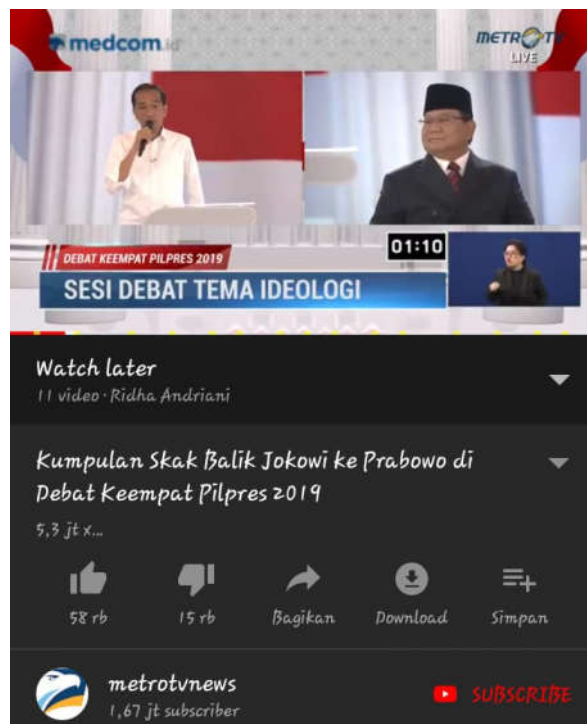 medcom.id
METRO TV
LIVE
01:10
DEBAT KEEMPAT PILPRES 2019
SESI DEBAT TEMA IDEOLOGI
Watch later
11 video · Ridha Andriani
Kumpulan Skak Balik Jokowi ke Prabowo di
Debat Keempat Pilpres 2019
5,3 jt x...
58 rb
15 rb
Bagikan
Download
Simpan
metrotvnews
1,67 jt subscriber
SUBSCRIBE